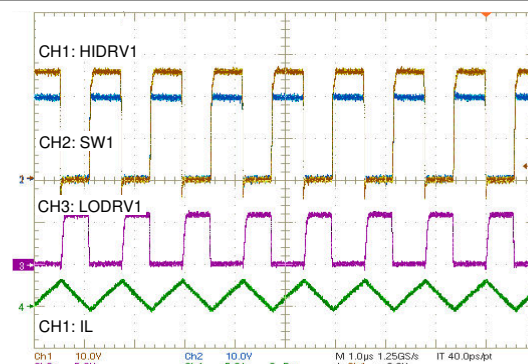 CH1: HIDRV1
CH2: SW1
2
CH3: LODRV1
3
4
CH1: IL
Ch1 10.0V Ch2 10.0V M 1.0µs 1.25GS/s IT 40.0ps/pt